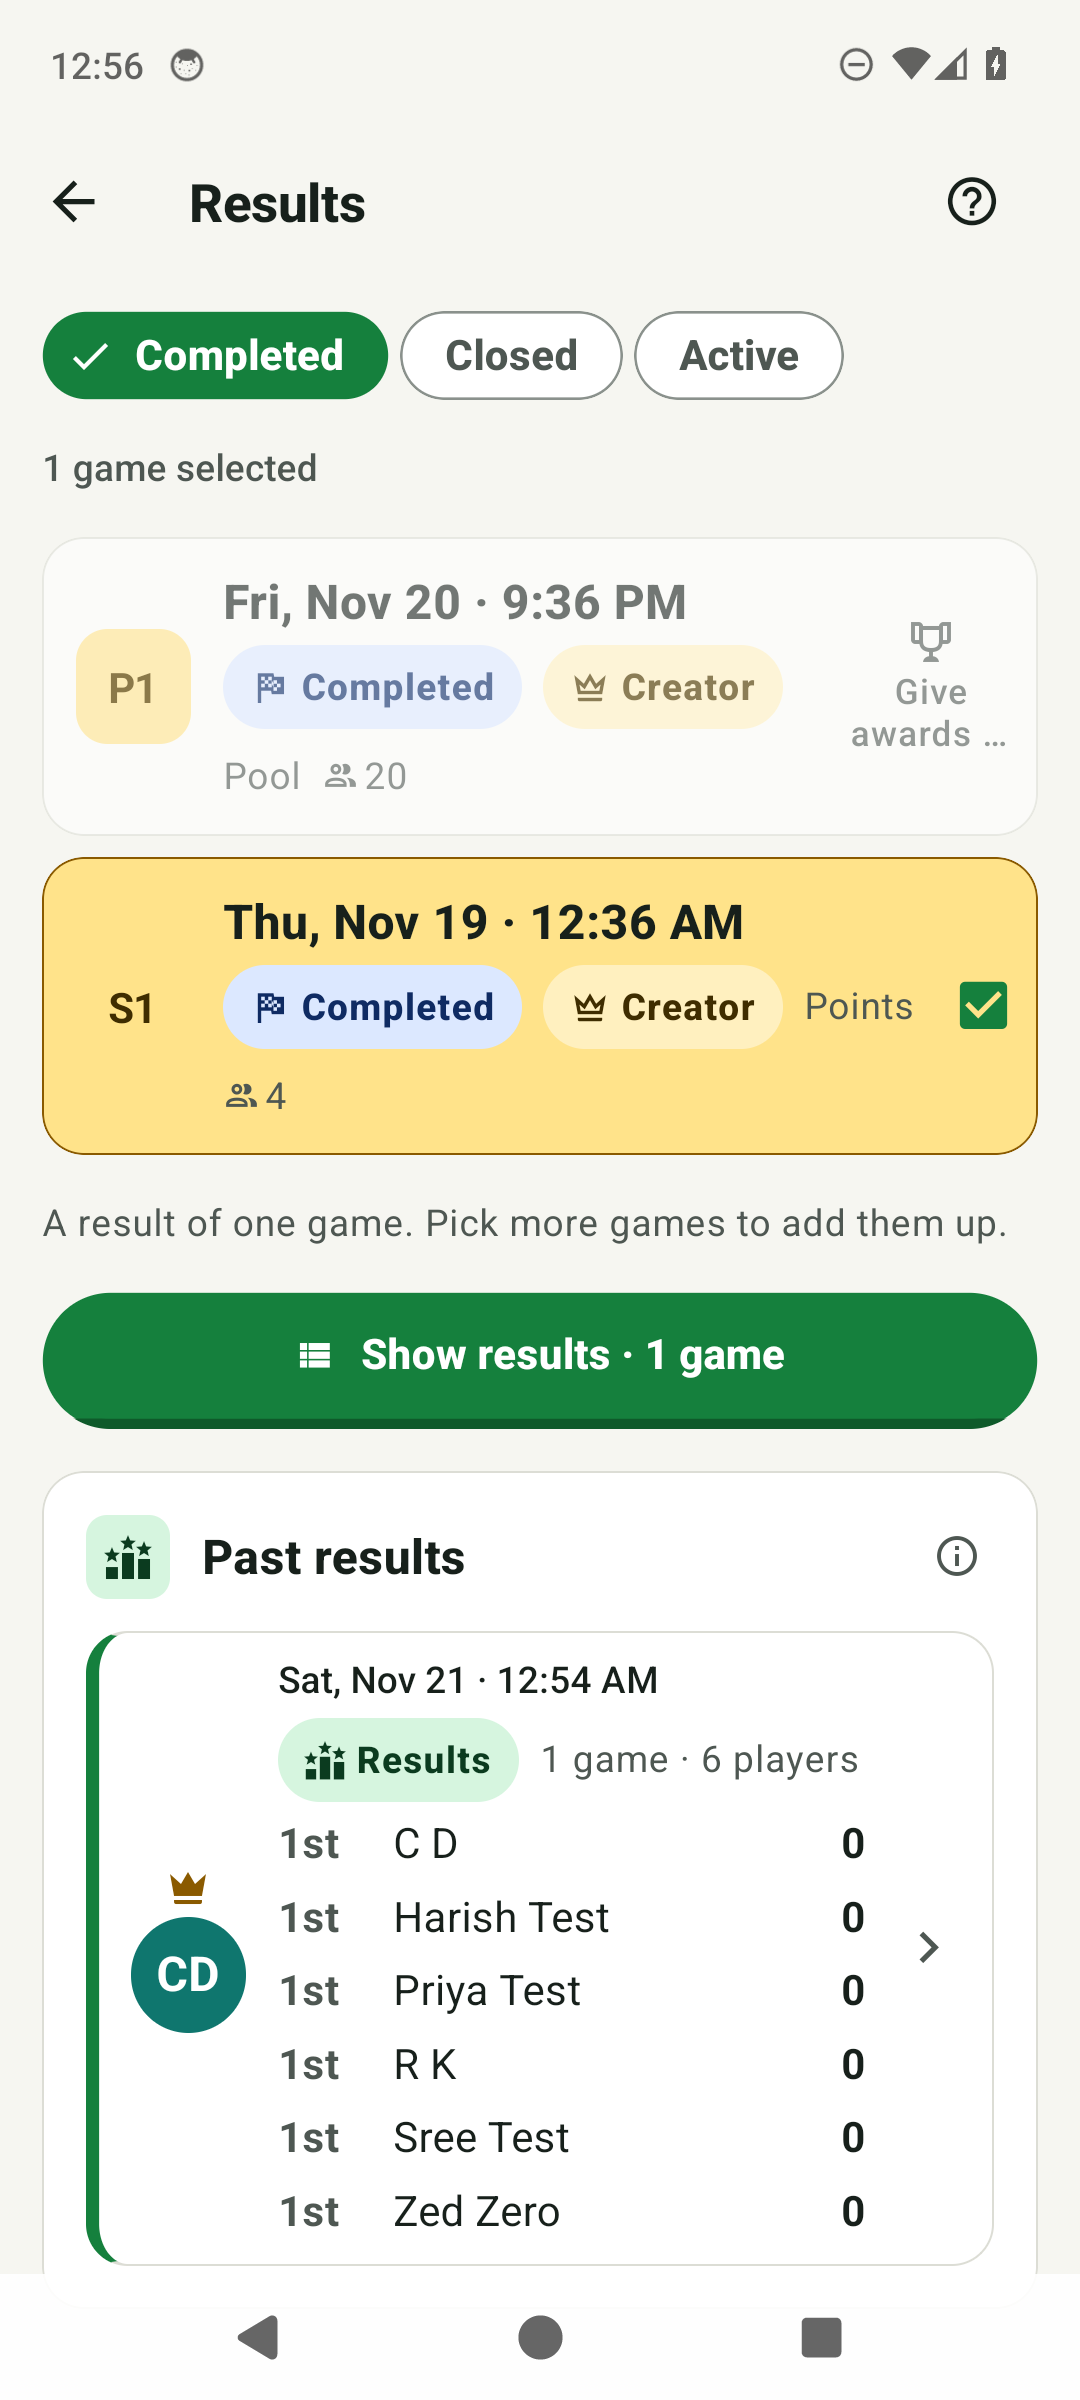 12:56
Results
Completed Closed Active
1 game selected
Fri, Nov 20 · 9:36 PM
P1
Completed Creator
Give
awards ...
Pool 20
Thu, Nov 19 · 12:36 AM
S1 Completed Creator Points
4
A result of one game. Pick more games to add them up.
Show results · 1 game
Past results
Sat, Nov 21 · 12:54 AM
Results 1 game · 6 players
1st C D 0
1st Harish Test 0
CD
1st Priya Test 0
1st R K 0
1st Sree Test 0
1st Zed Zero 0